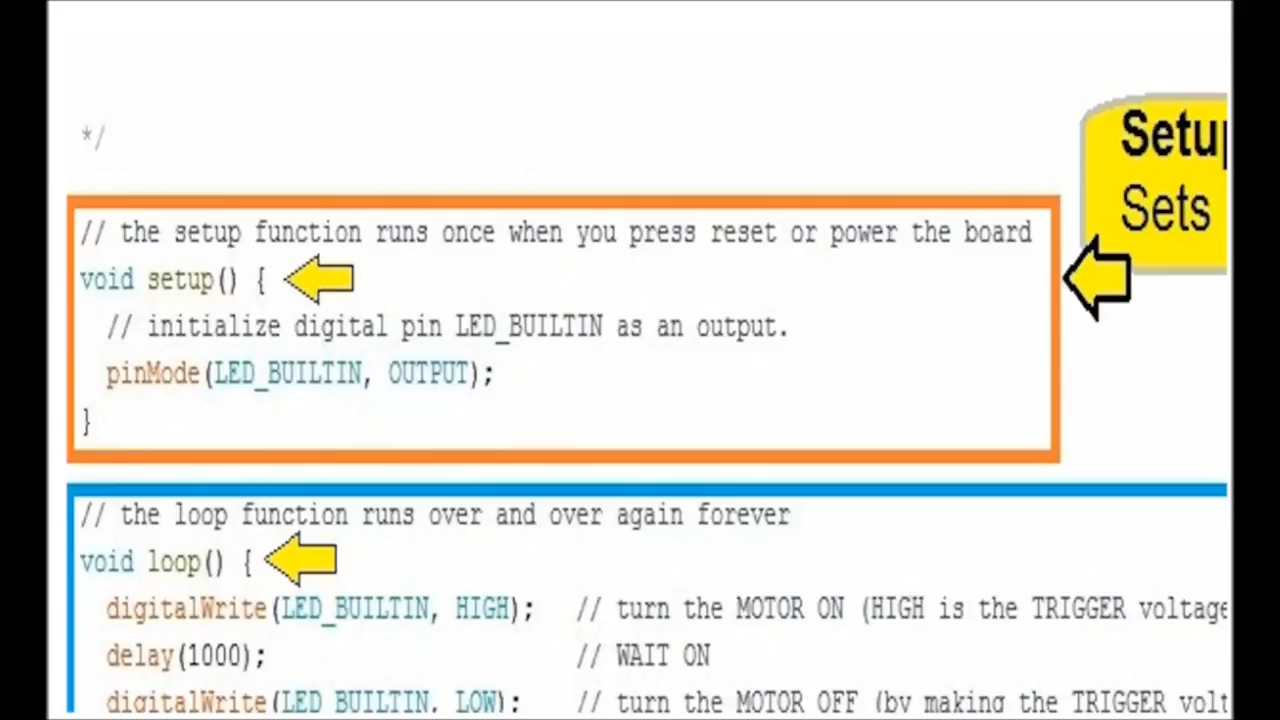 */
Setup
Sets
// the setup function runs once when you press reset or power the board
void setup() {
// initialize digital pin LED_BUILTIN as an output.
pinMode(LED_BUILTIN, OUTPUT);
}
// the loop function runs over and over again forever
void loop() {
digitalWrite(LED_BUILTIN, HIGH); // turn the MOTOR ON (HIGH is the TRIGGER voltage
delay(1000); // WAIT ON
digitalWrite(LED_BUILTIN, LOW); // turn the MOTOR OFF (by making the TRIGGER volt